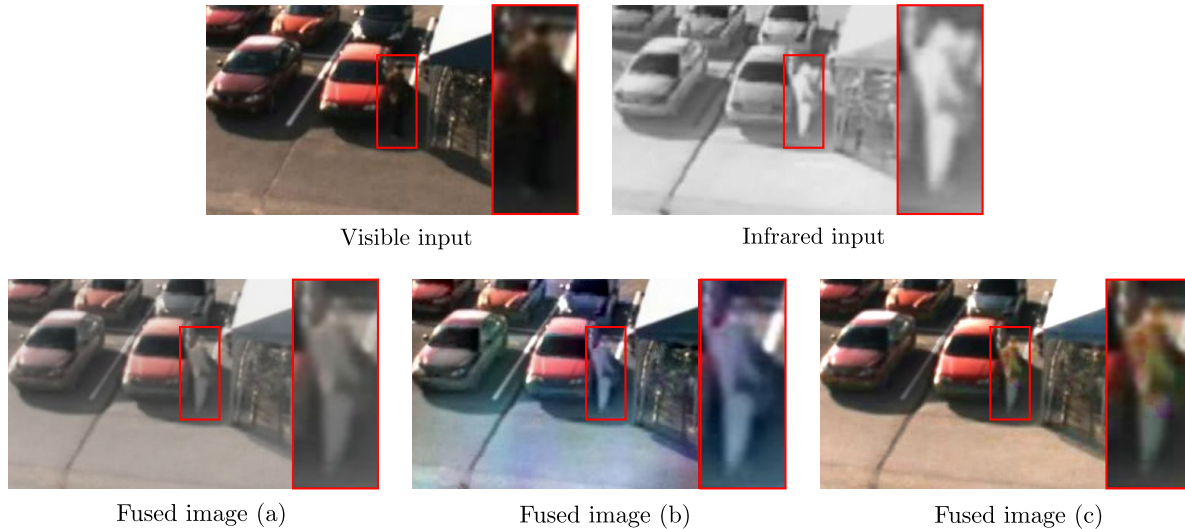 Visible input
Infrared input
Fused image (a)
Fused image (b)
Fused image (c)